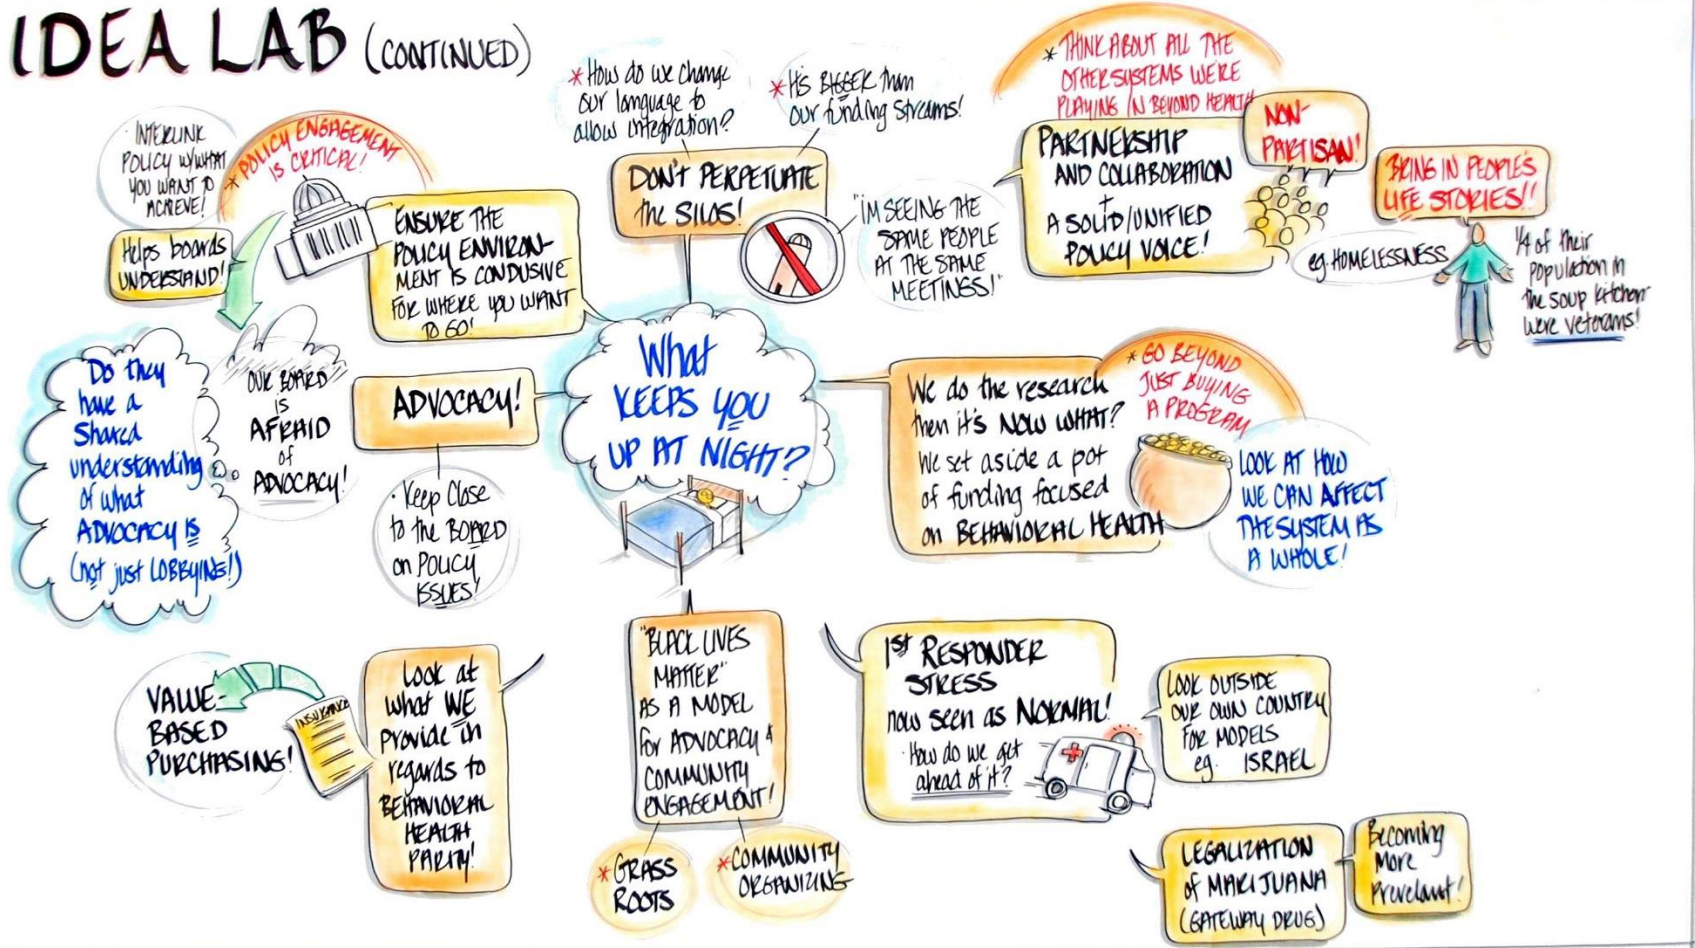 IDEA LAB (CONTINUED)
· INTERLINK
POLICY W/WHAT
YOU WANT TO
ACHIEVE!
* POLICY ENGAGEMENT
IS CRITICAL!
Helps boards
UNDERSTAND!
ENSURE THE
POLICY ENVIRON-
MENT IS CONDUSIVE
FOR WHERE YOU WANT
TO GO!
* How do we change
our language to
allow integration?
* It's BIGGER than
our funding streams!
DON'T PERPETUATE
the SILOS!
"I'M SEEING THE
SAME PEOPLE
AT THE SAME
MEETINGS!"
* THINK ABOUT ALL THE
OTHER SYSTEMS WE'RE
PLAYING IN BEYOND HEALTH
PARTNERSHIP
AND COLLABORATION
+
A SOLID/UNIFIED
POLICY VOICE!
NON-
PARTISAN!
BRING IN PEOPLE'S
LIFE STORIES!!
eg. HOMELESSNESS
1/4 of their
population in
the soup kitchen
were veterans!
What
KEEPS YOU
UP AT NIGHT?
ADVOCACY!
OUR BOARD
IS
AFRAID
of
ADVOCACY!
Do they
have a
Shared
understanding
of what
ADVOCACY IS
(not just LOBBYING!)
· Keep Close
to the BOARD
on POLICY
ISSUES!
We do the research
then it's NOW WHAT?
We set aside a pot
of funding focused
on BEHAVIORAL HEALTH
* GO BEYOND
JUST BUYING
A PROGRAM
LOOK AT HOW
WE CAN AFFECT
THE SYSTEM AS
A WHOLE!
VALUE-
BASED
PURCHASING!
INSURANCE
Look at
what WE
Provide in
regards to
BEHAVIORAL
HEALTH
PARITY!
"BLACK LIVES
MATTER"
AS A MODEL
for ADVOCACY &
COMMUNITY
ENGAGEMENT!
* GRASS
ROOTS
* COMMUNITY
ORGANIZING
1st RESPONDER
STRESS
now seen as NORMAL!
· How do we get
ahead of it?
LOOK OUTSIDE
OUR OWN COUNTRY
FOR MODELS
eg. ISRAEL
LEGALIZATION
of MARIJUANA
(GATEWAY DRUG)
Becoming
More
Prevelant!